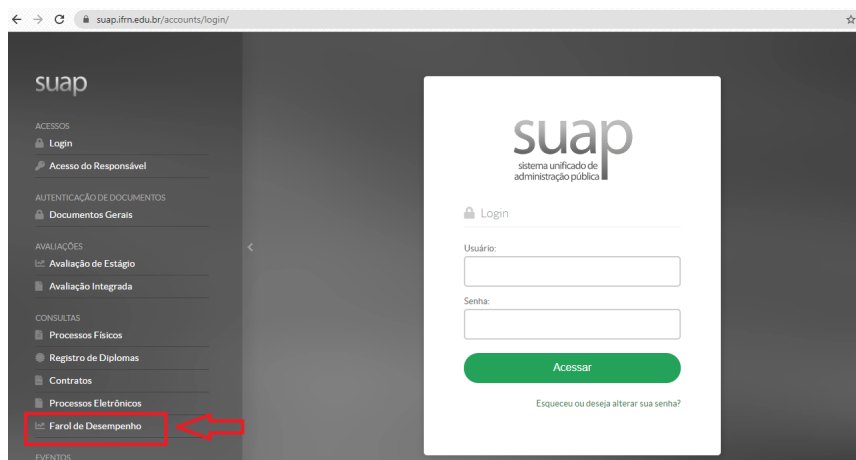 suap.ifrn.edu.br/accounts/login/
suap
ACESSOS
Login
Acesso do Responsável
AUTENTICAÇÃO DE DOCUMENTOS
Documentos Gerais
AVALIAÇÕES
Avaliação de Estágio
Avaliação Integrada
CONSULTAS
Processos Físicos
Registro de Diplomas
Contratos
Processos Eletrônicos
Farol de Desempenho
EVENTOS
suap
sistema unificado de
administração pública
Login
Usuário:
Senha:
Acessar
Esqueceu ou deseja alterar sua senha?